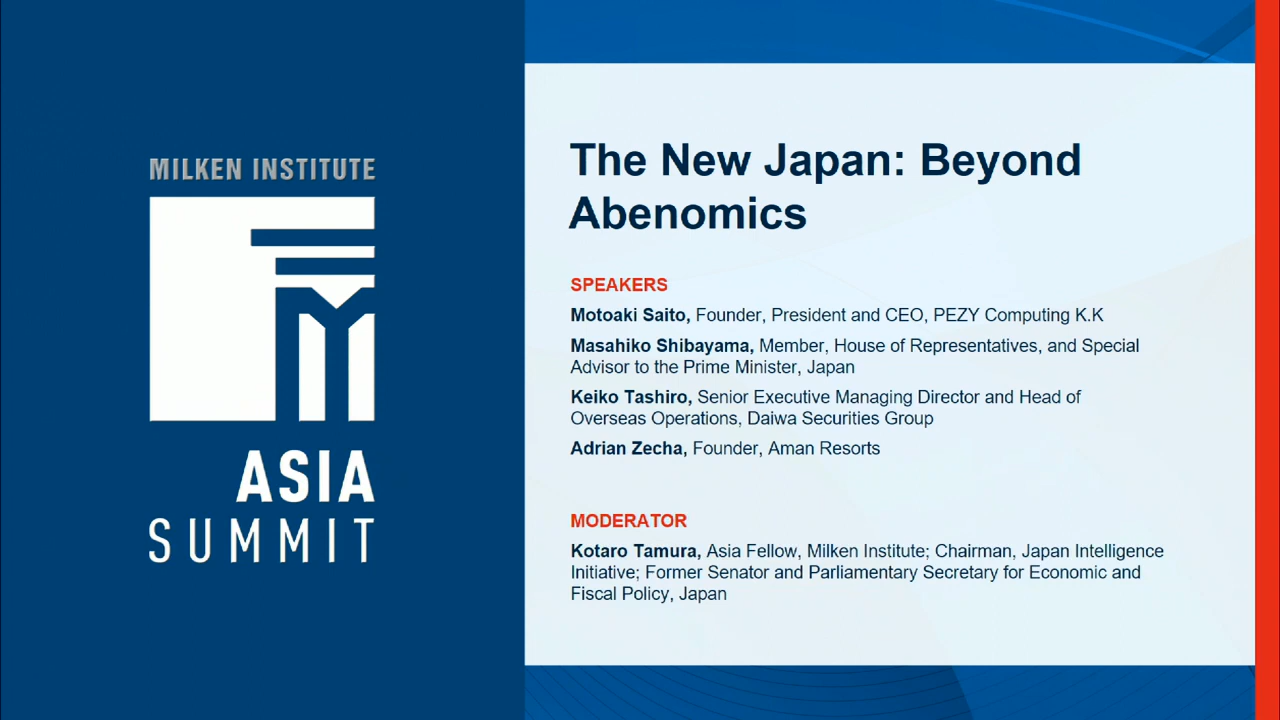 MILKEN INSTITUTE
ASIA
SUMMIT
The New Japan: Beyond
Abenomics
SPEAKERS
Motoaki Saito, Founder, President and CEO, PEZY Computing K.K
Masahiko Shibayama, Member, House of Representatives, and Special
Advisor to the Prime Minister, Japan
Keiko Tashiro, Senior Executive Managing Director and Head of
Overseas Operations, Daiwa Securities Group
Adrian Zecha, Founder, Aman Resorts
MODERATOR
Kotaro Tamura, Asia Fellow, Milken Institute; Chairman, Japan Intelligence
Initiative; Former Senator and Parliamentary Secretary for Economic and
Fiscal Policy, Japan